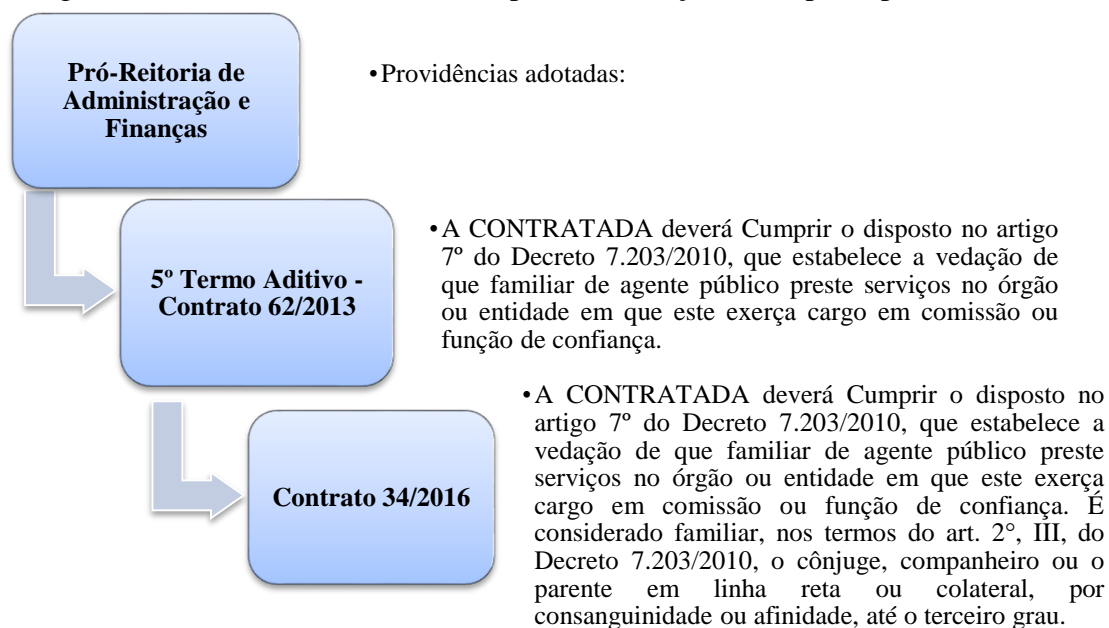 Pró-Reitoria de
Administração e
Finanças
•Providências adotadas:
5º Termo Aditivo -
Contrato 62/2013
•A CONTRATADA deverá Cumprir o disposto no artigo
7º do Decreto 7.203/2010, que estabelece a vedação de
que familiar de agente público preste serviços no órgão
ou entidade em que este exerça cargo em comissão ou
função de confiança.
Contrato 34/2016
•A CONTRATADA deverá Cumprir o disposto no
artigo 7º do Decreto 7.203/2010, que estabelece a
vedação de que familiar de agente público preste
serviços no órgão ou entidade em que este exerça
cargo em comissão ou função de confiança. É
considerado familiar, nos termos do art. 2°, III, do
Decreto 7.203/2010, o cônjuge, companheiro ou o
parente em linha reta ou colateral, por
consanguinidade ou afinidade, até o terceiro grau.